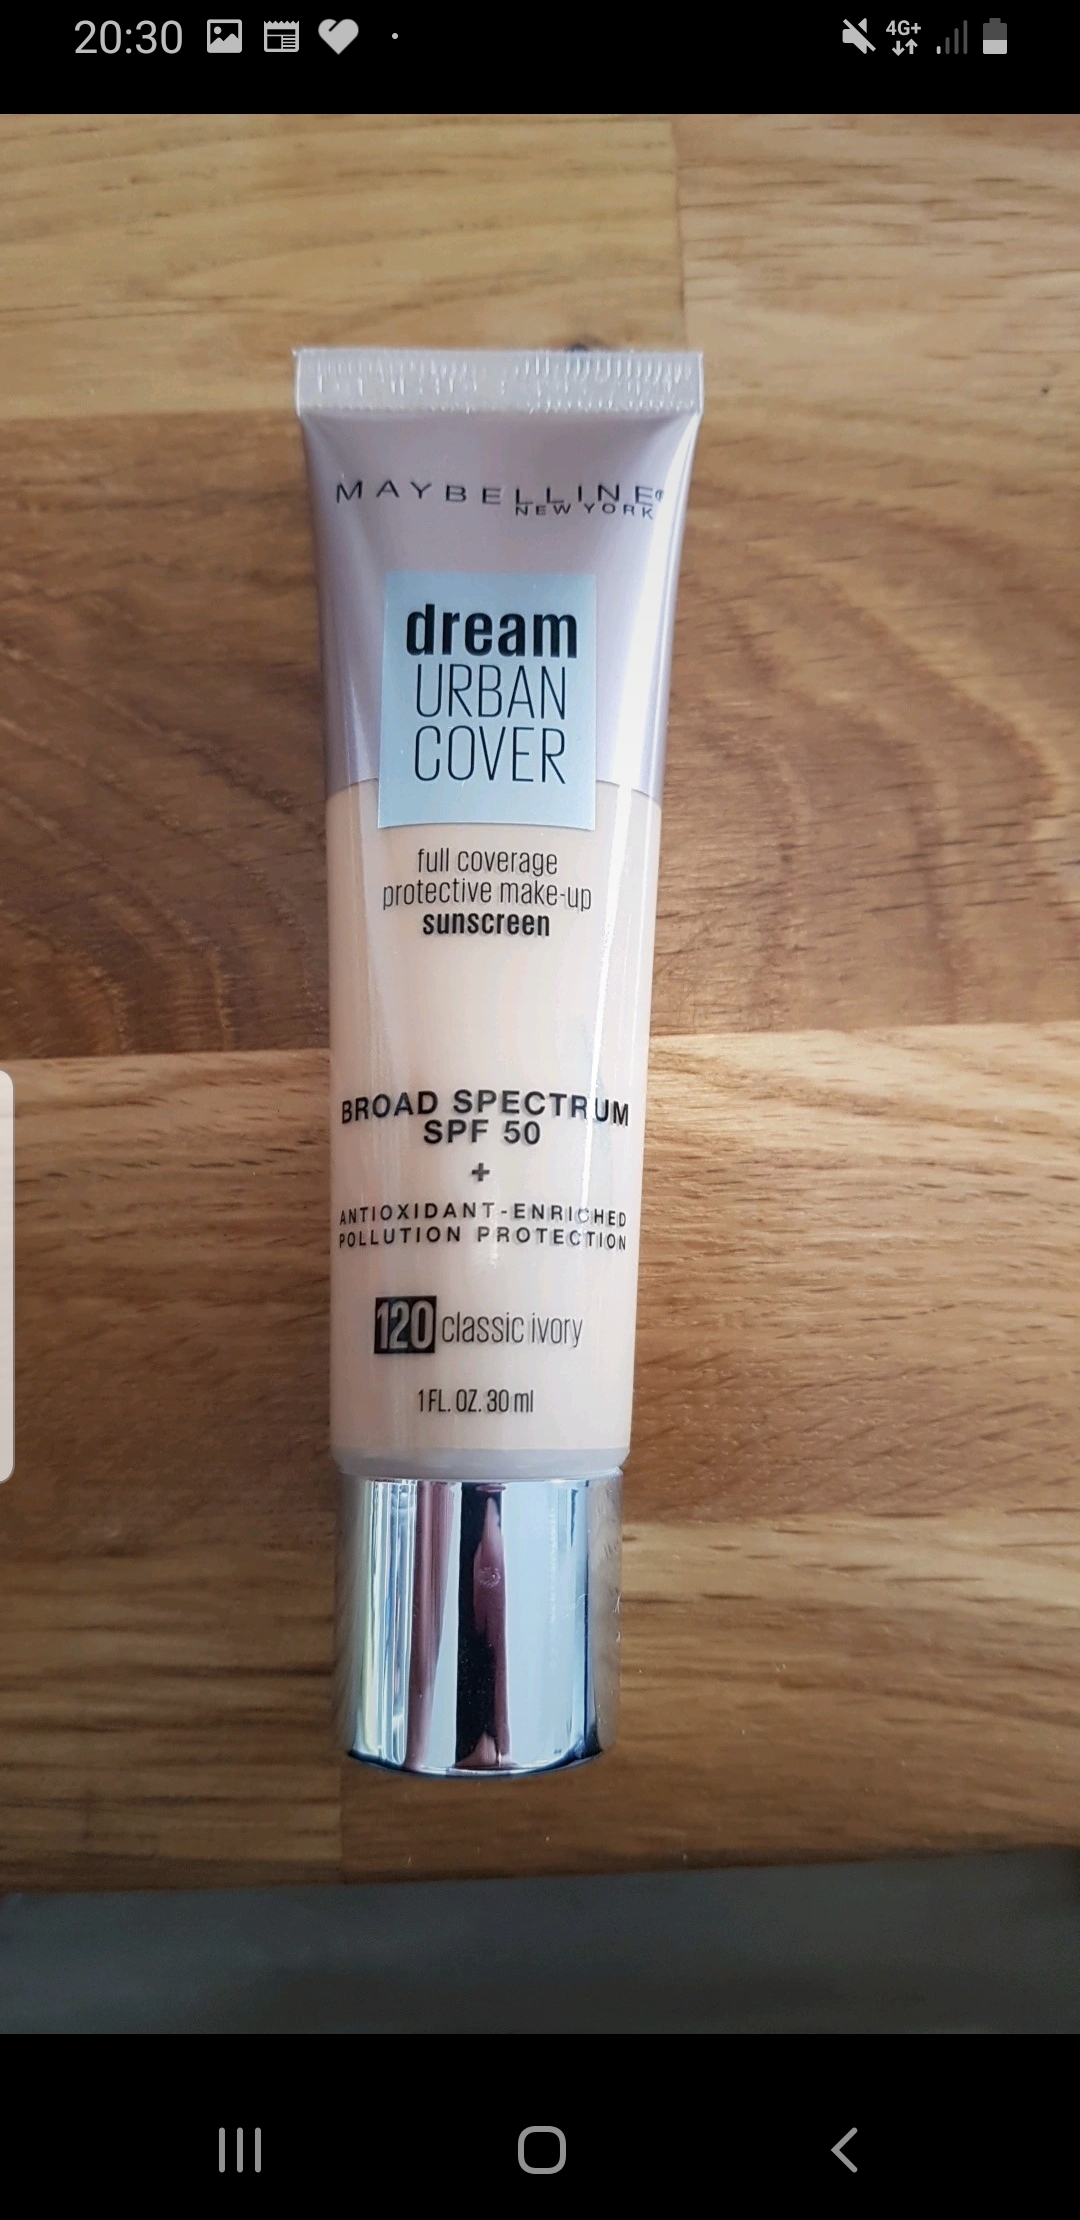 20:30
4G+
MAYBELLINE®
NEW YORK
dream
URBAN
COVER
full coverage
protective make-up
sunscreen
BROAD SPECTRUM
SPF 50
+
ANTIOXIDANT-ENRICHED
POLLUTION PROTECTION
120 classic ivory
1 FL. OZ. 30 ml